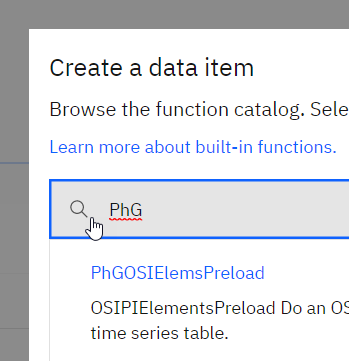 Create a data item
Browse the function catalog. Sele
Learn more about built-in functions.
PhG
PhGOSIElemsPreload
OSIPIElementsPreload Do an OS
time series table.